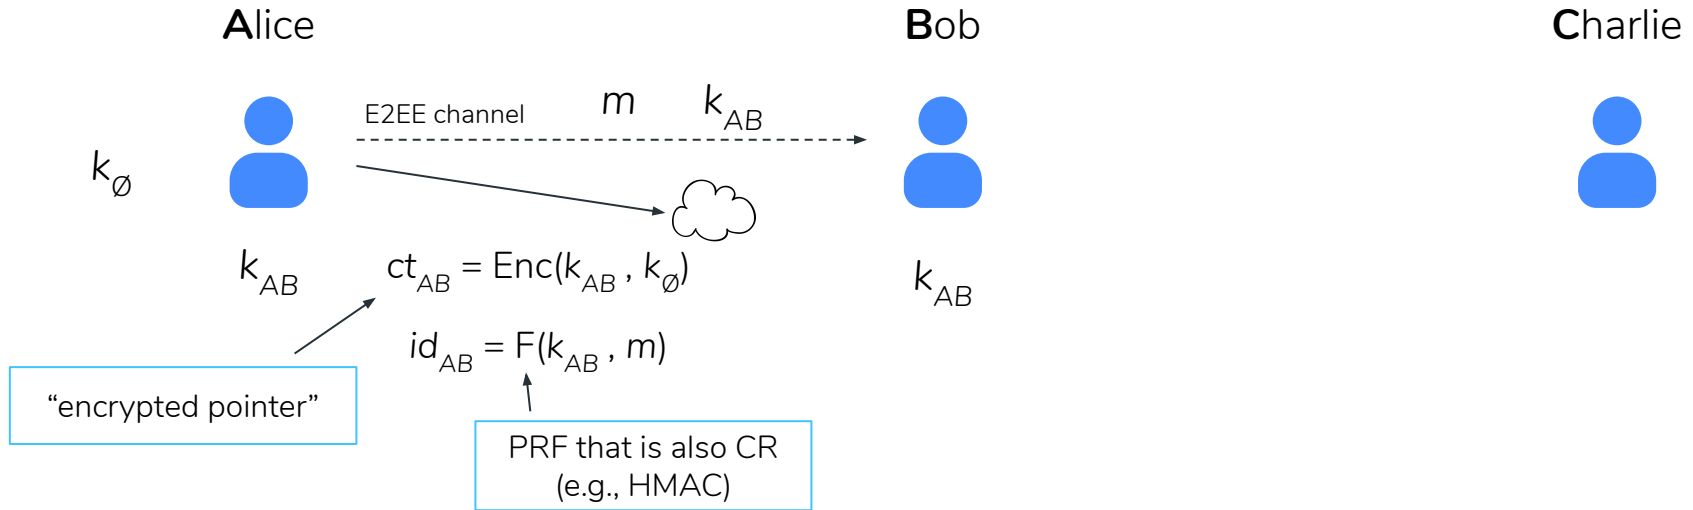 Alice
Bob
Charlie
E2EE channel
m
k_AB
k_Ø
k_AB
ct_AB = Enc(k_AB , k_Ø)
k_AB
id_AB = F(k_AB , m)
“encrypted pointer”
PRF that is also CR
(e.g., HMAC)